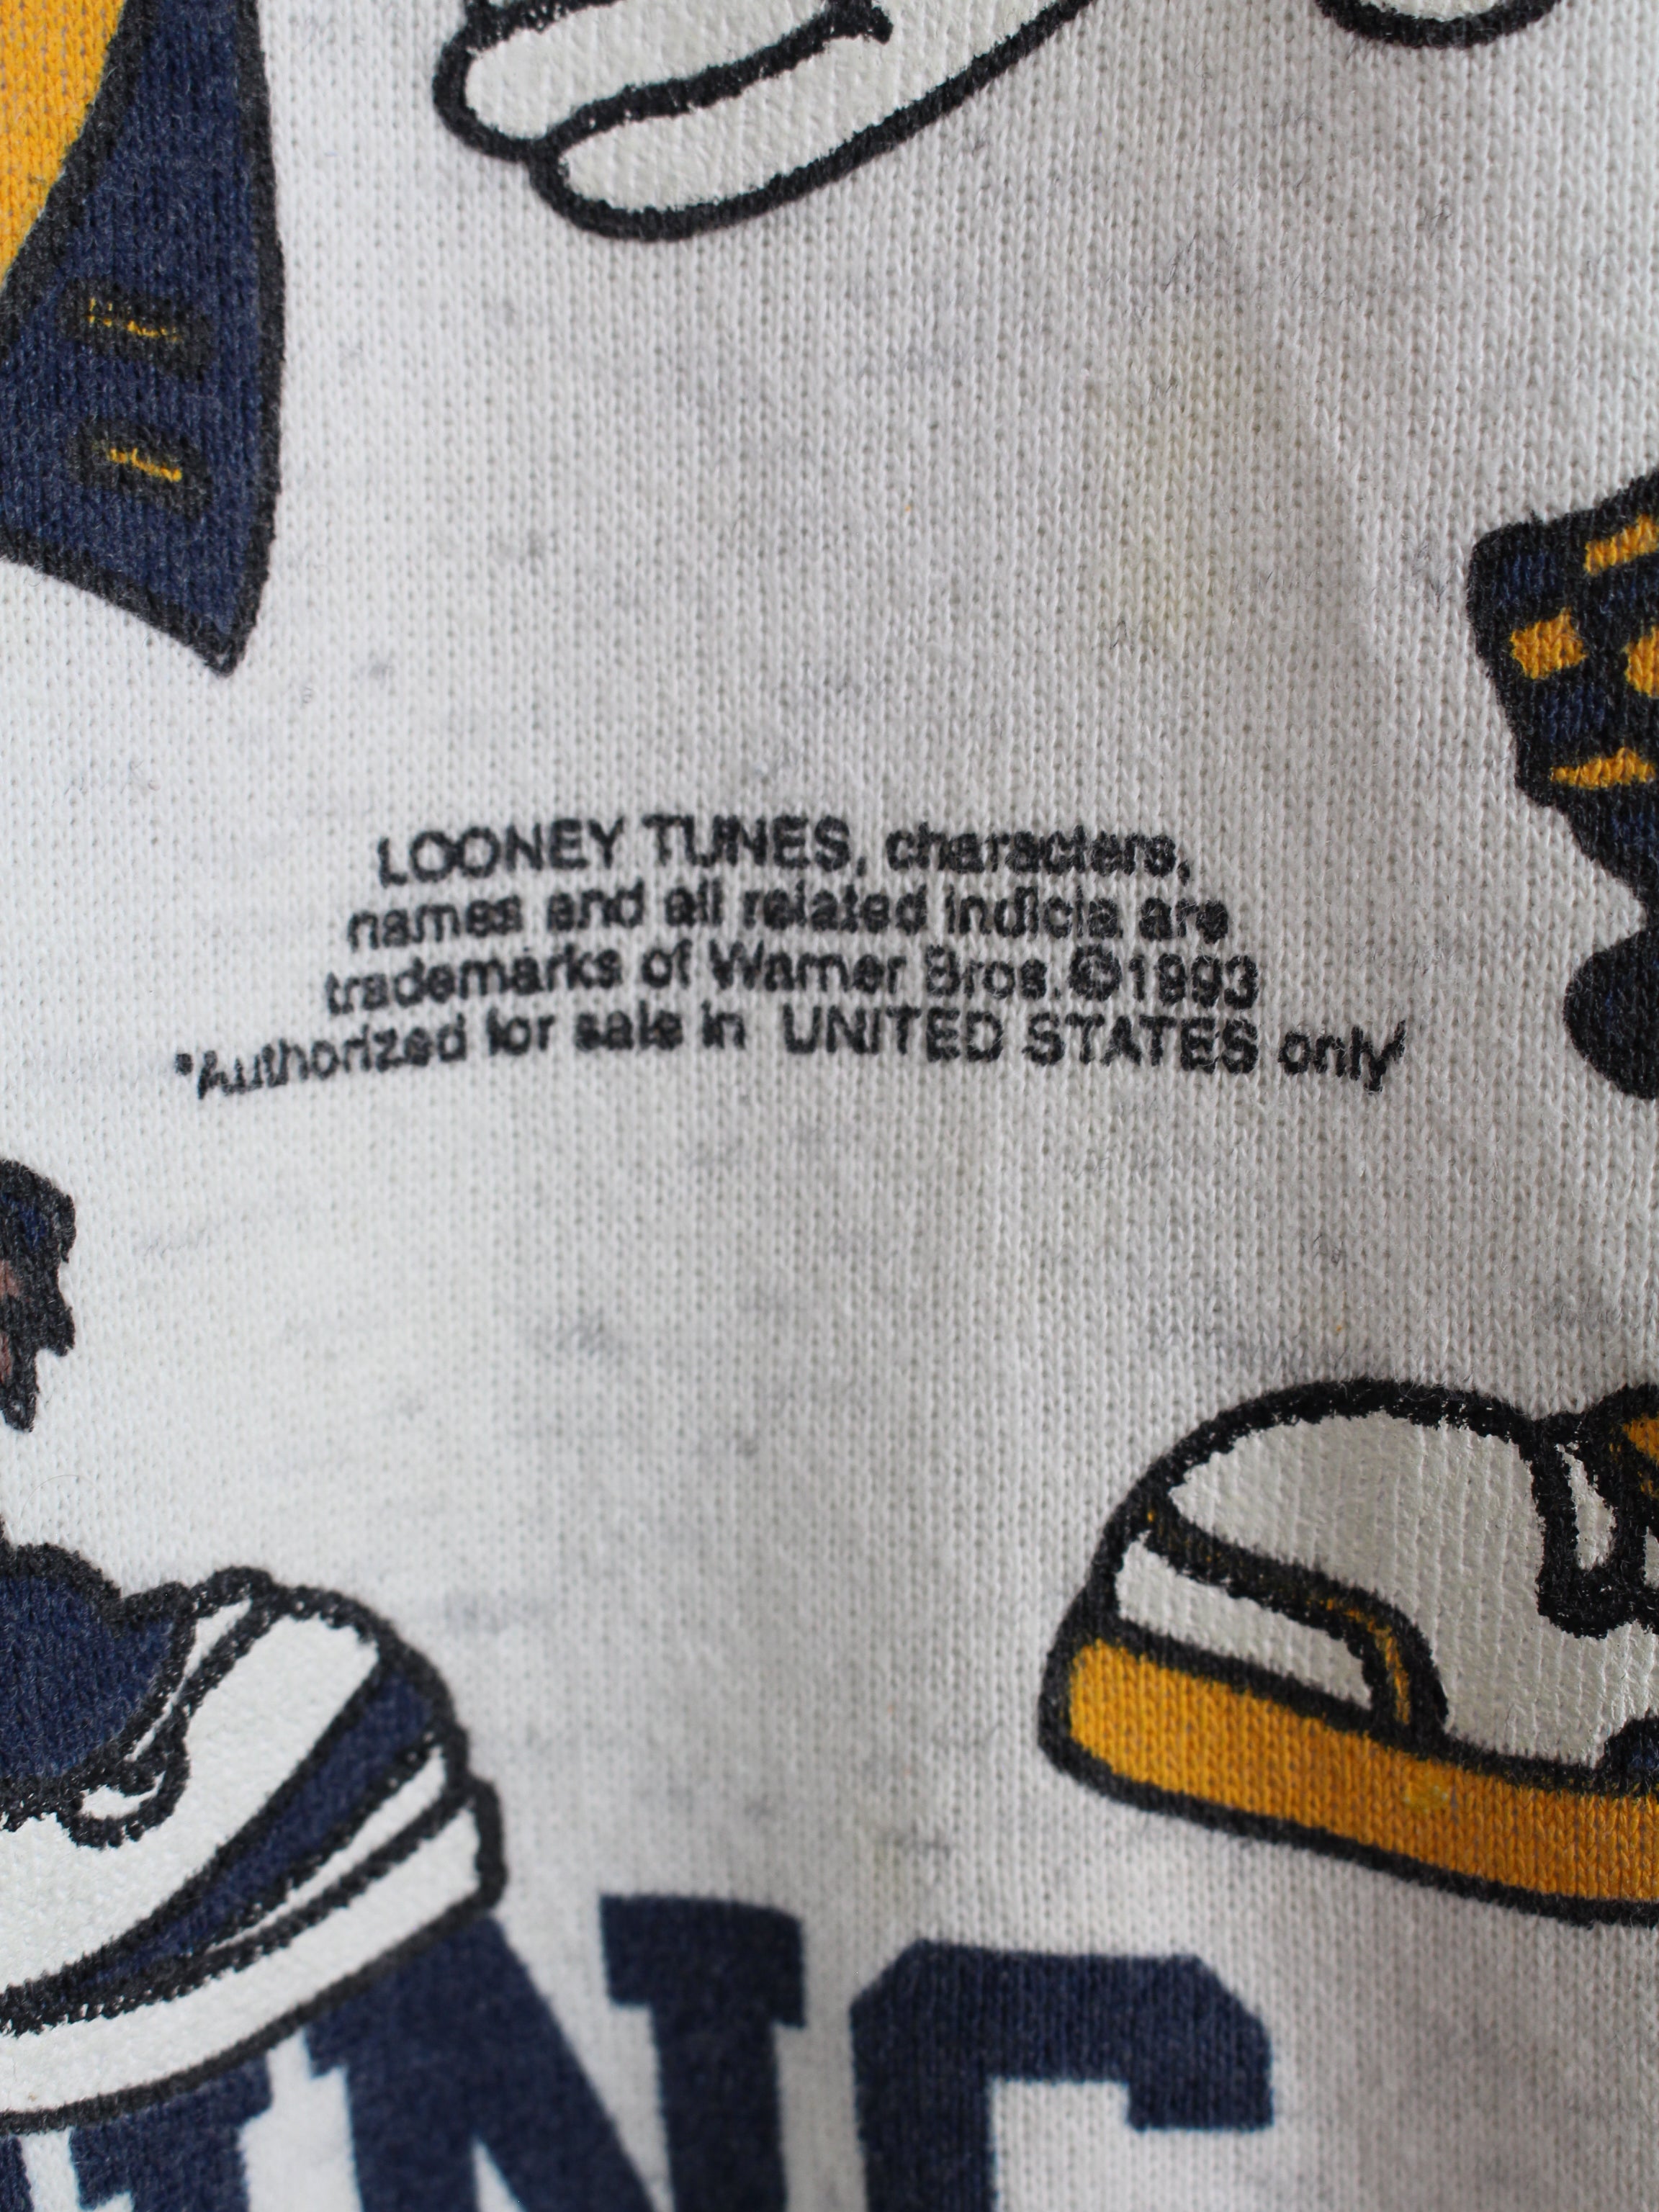 LOONEY TUNES, characters,
names and all related indicia are
trademarks of Warner Bros.©1993
"Authorized for sale in UNITED STATES only"